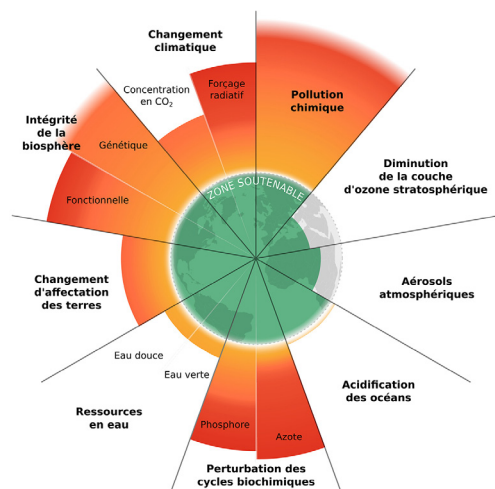 Changement
climatique
Concentration
en CO₂
Forçage
radiatif
Pollution
chimique
Intégrité
de la
biosphère
Génétique
Fonctionnelle
ZONE SOUTENABLE
Diminution
de la couche
d'ozone stratosphérique
Changement
d'affectation
des terres
Aérosols
atmosphériques
Eau douce
Eau verte
Ressources
en eau
Acidification
des océans
Phosphore
Azote
Perturbation des
cycles biochimiques